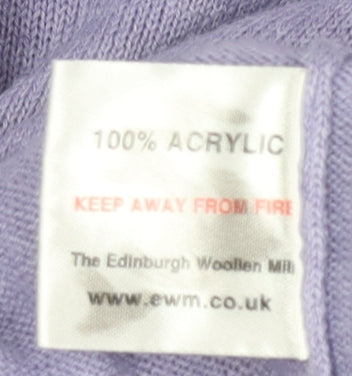 100% ACRYLIC
KEEP AWAY FROM FIRE
The Edinburgh Woollen Mill
www.ewm.co.uk